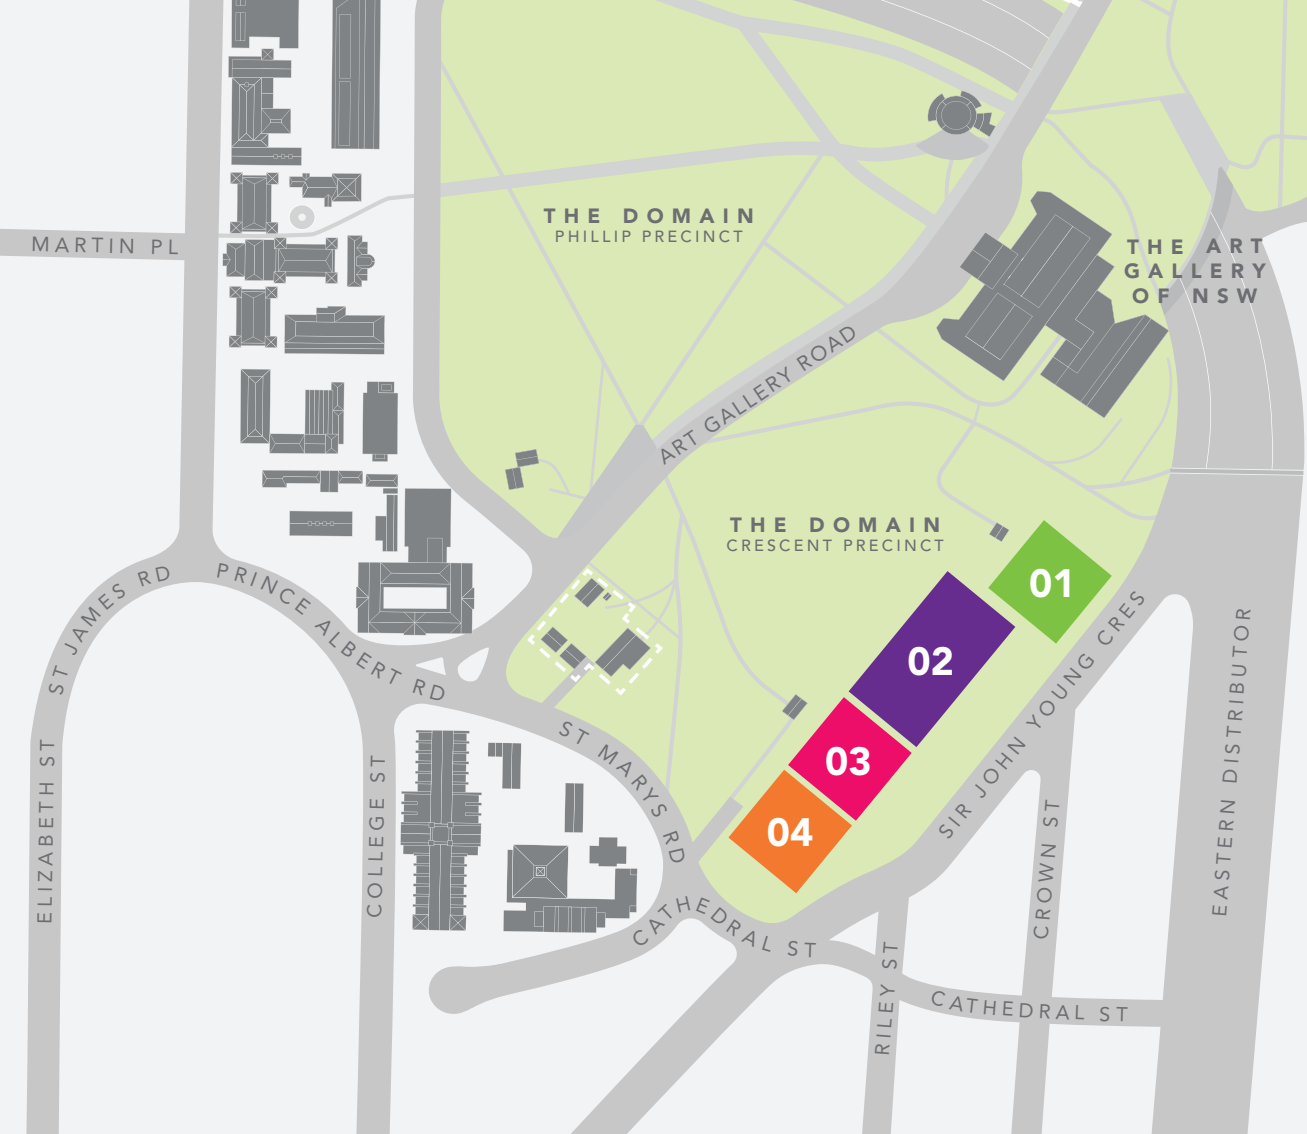 MARTIN PL
THE DOMAIN
PHILLIP PRECINCT
THE ART
GALLERY
OF NSW
ART GALLERY ROAD
THE DOMAIN
CRESCENT PRECINCT
01
02
03
04
ST JAMES RD
PRINCE ALBERT RD
ST MARYS RD
SIR JOHN YOUNG CRES
EASTERN DISTRIBUTOR
ELIZABETH ST
COLLEGE ST
CROWN ST
CATHEDRAL ST
RILEY ST
CATHEDRAL ST